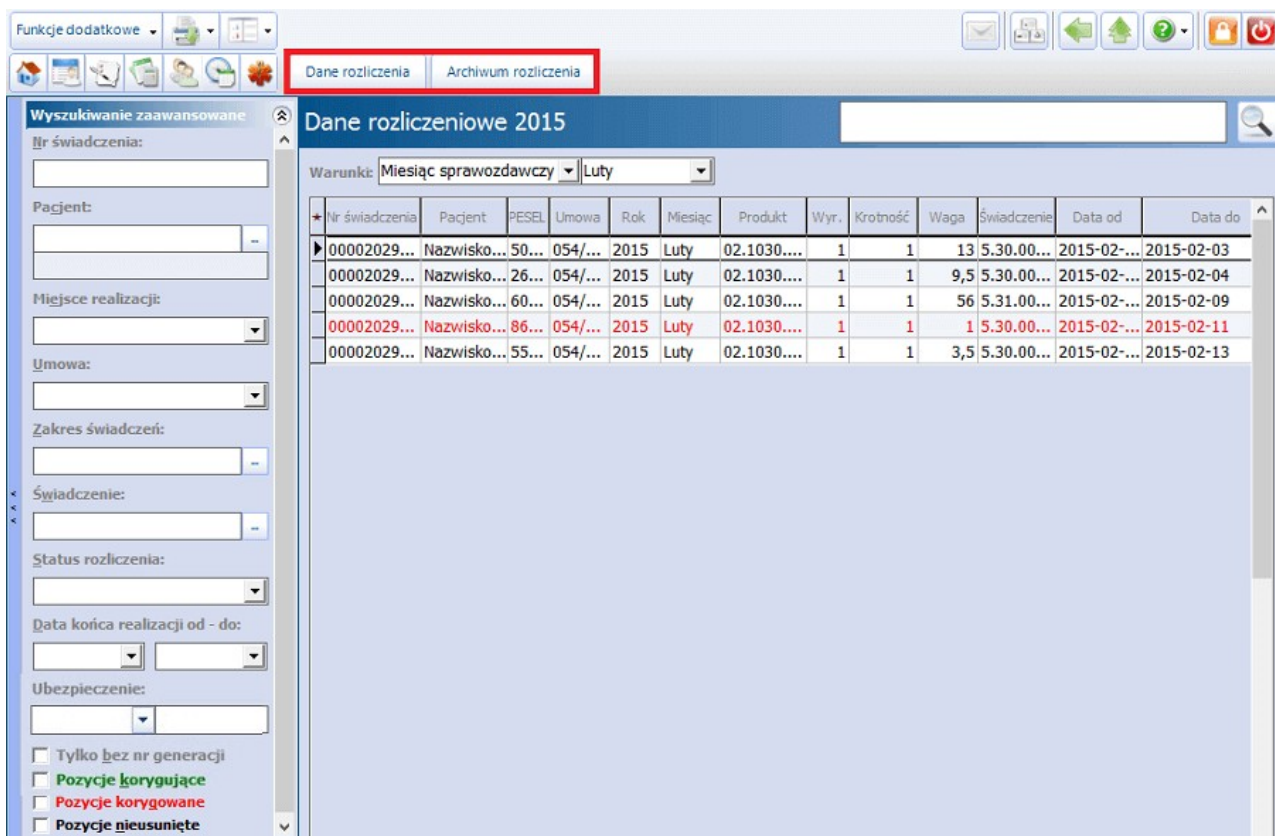 Funkcje dodatkowe
Dane rozliczenia Archiwum rozliczenia
Wyszukiwanie zaawansowane
Nr świadczenia:
Pacjent:
Miejsce realizacji:
Umowa:
Zakres świadczeń:
Świadczenie:
Status rozliczenia:
Data końca realizacji od - do:
Ubezpieczenie:
Tylko bez nr generacji
Pozycje korygujące
Pozycje korygowane
Pozycje nieusunięte
Dane rozliczeniowe 2015
Warunki: Miesiąc sprawozdawczy Luty
Nr świadczenia Pacjent PESEL Umowa Rok Miesiąc Produkt Wyr. Krotność Waga Świadczenie Data od Data do
00002029... Nazwisko... 50... 054/... 2015 Luty 02.1030.... 1 1 13 5.30.00... 2015-02-... 2015-02-03
00002029... Nazwisko... 26... 054/... 2015 Luty 02.1030.... 1 1 9,5 5.30.00... 2015-02-... 2015-02-04
00002029... Nazwisko... 60... 054/... 2015 Luty 02.1030.... 1 1 56 5.31.00... 2015-02-... 2015-02-09
00002029... Nazwisko... 86... 054/... 2015 Luty 02.1030.... 1 1 1 5.30.00... 2015-02-... 2015-02-11
00002029... Nazwisko... 55... 054/... 2015 Luty 02.1030.... 1 1 3,5 5.30.00... 2015-02-... 2015-02-13